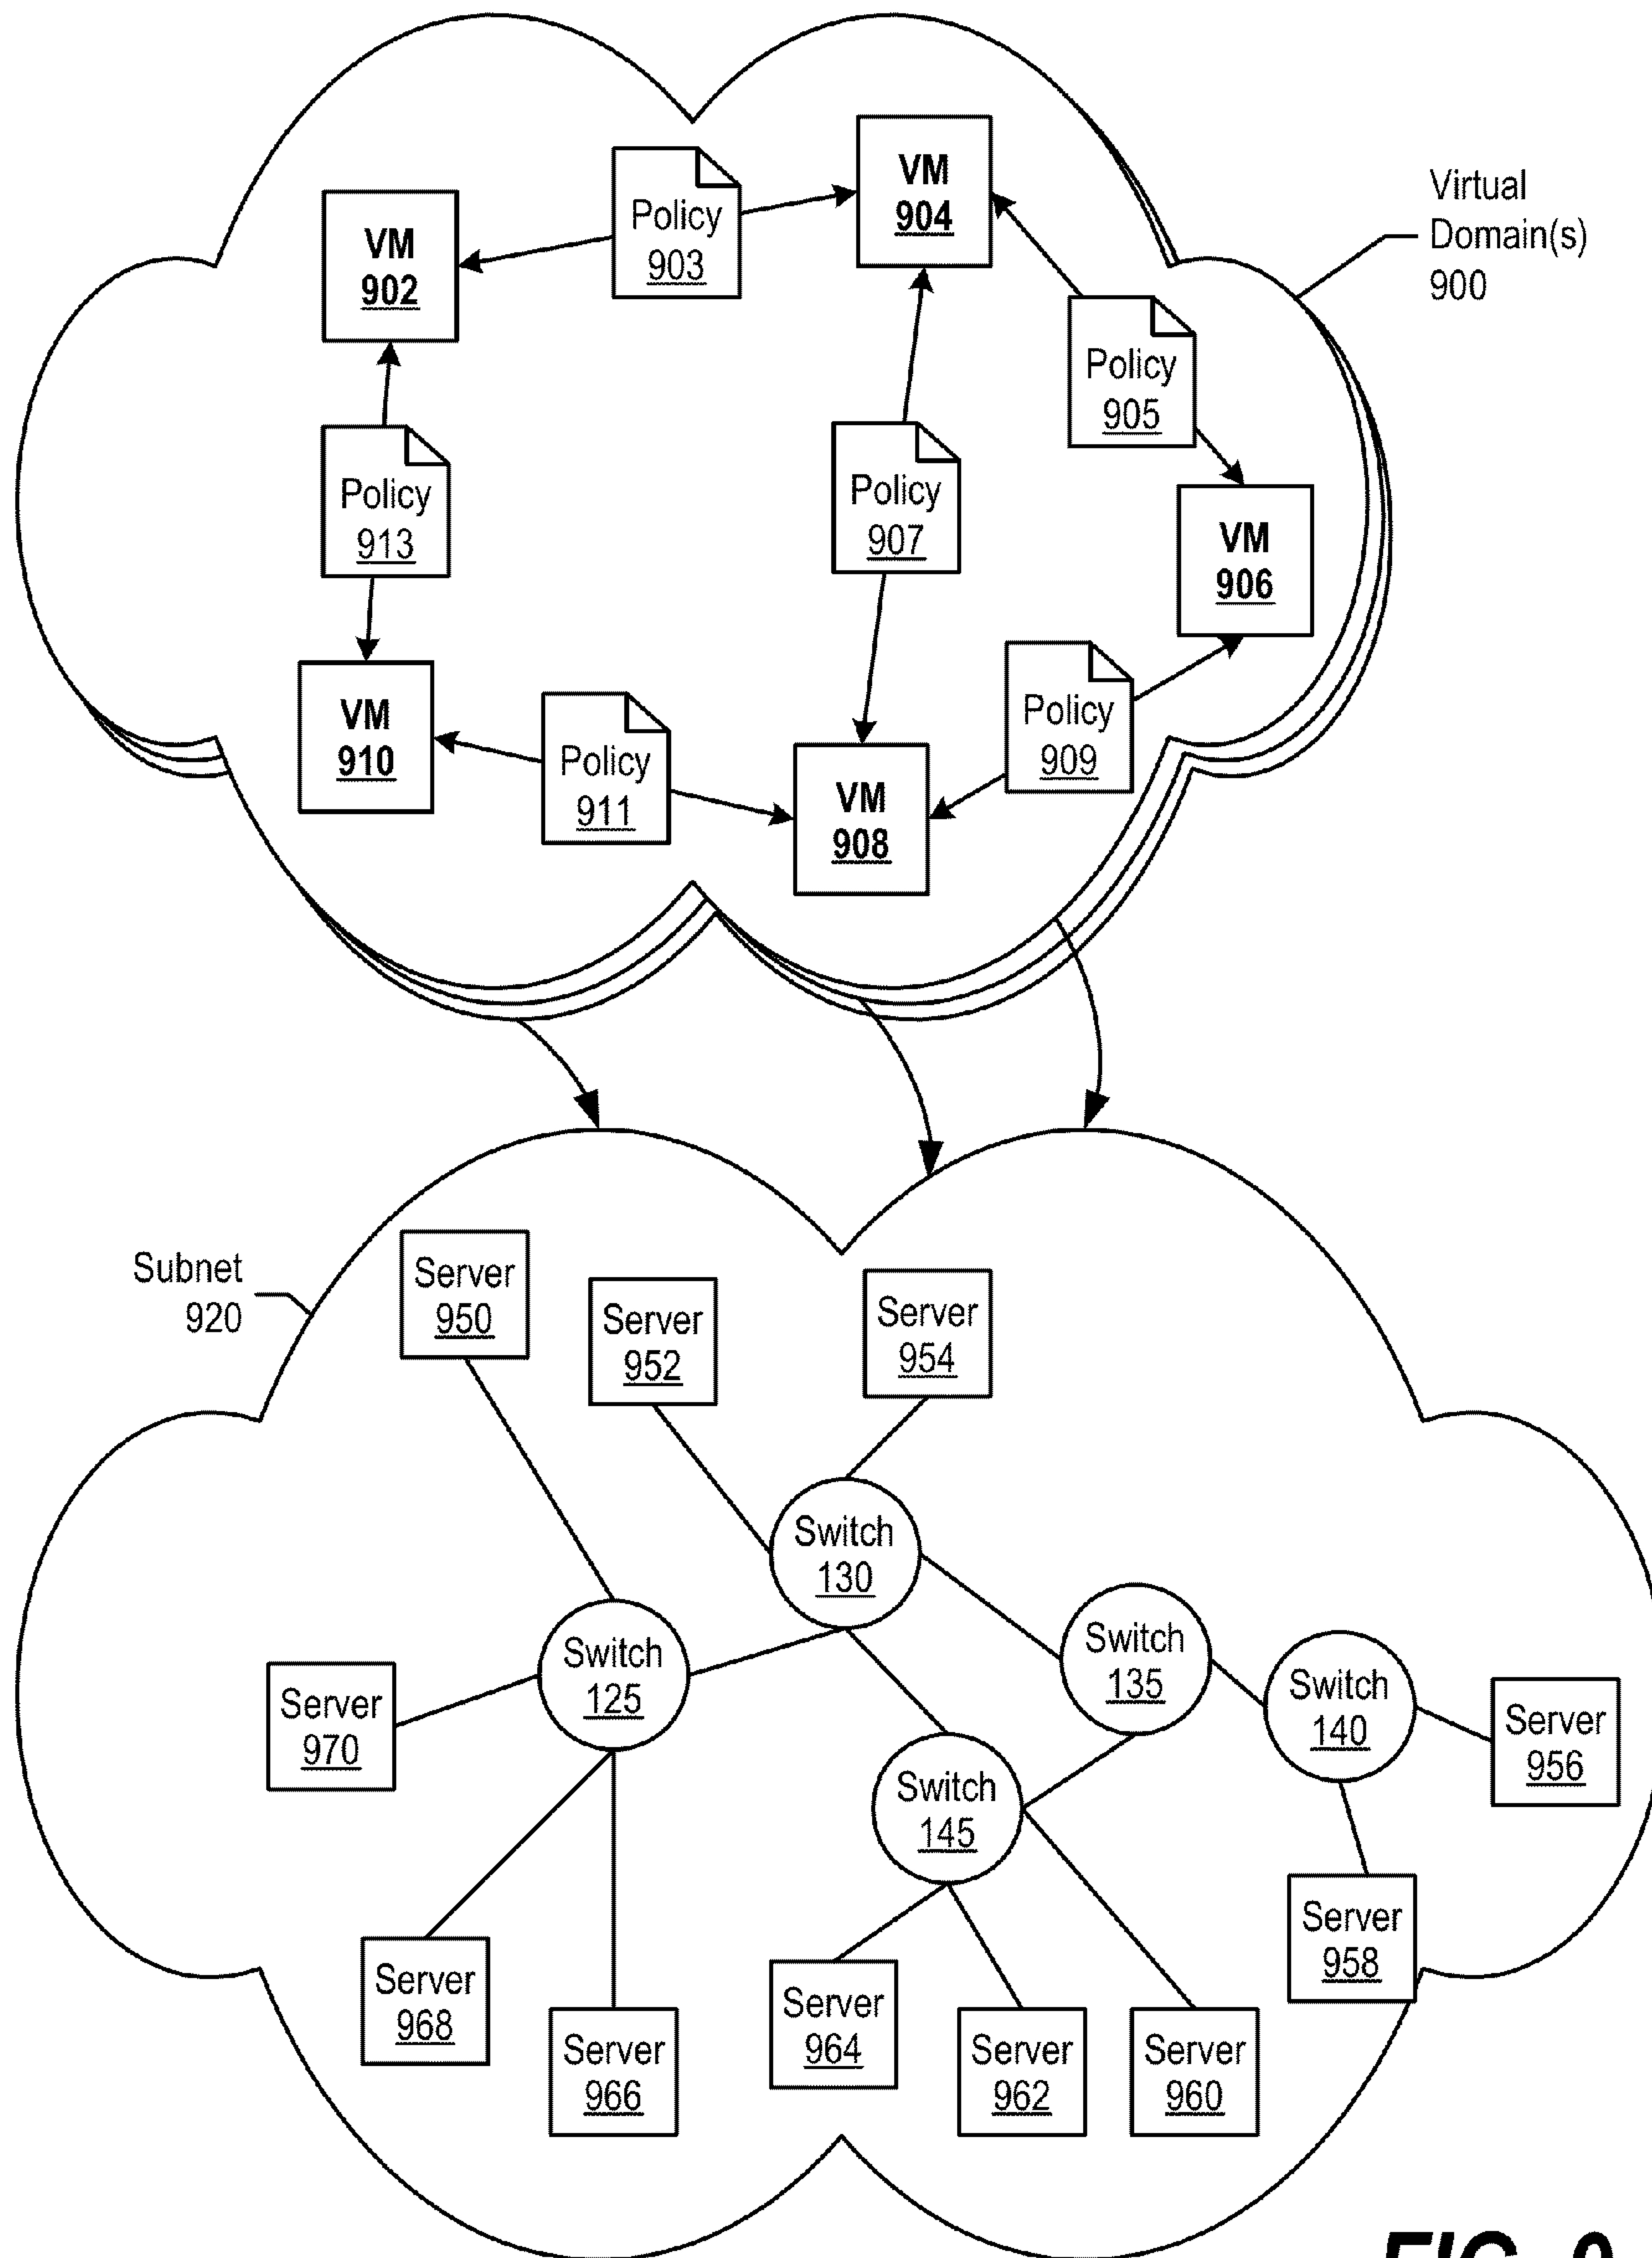 VM
904
Policy
903
VM
902
Virtual
Domain(s)
900
Policy
905
Policy
913
Policy
907
VM
906
VM
910
Policy
911
VM
908
Policy
909
Subnet
920
Server
950
Server
952
Server
954
Switch
130
Switch
125
Switch
135
Switch
140
Server
970
Server
956
Switch
145
Server
968
Server
966
Server
964
Server
962
Server
960
Server
958
FIG. 9